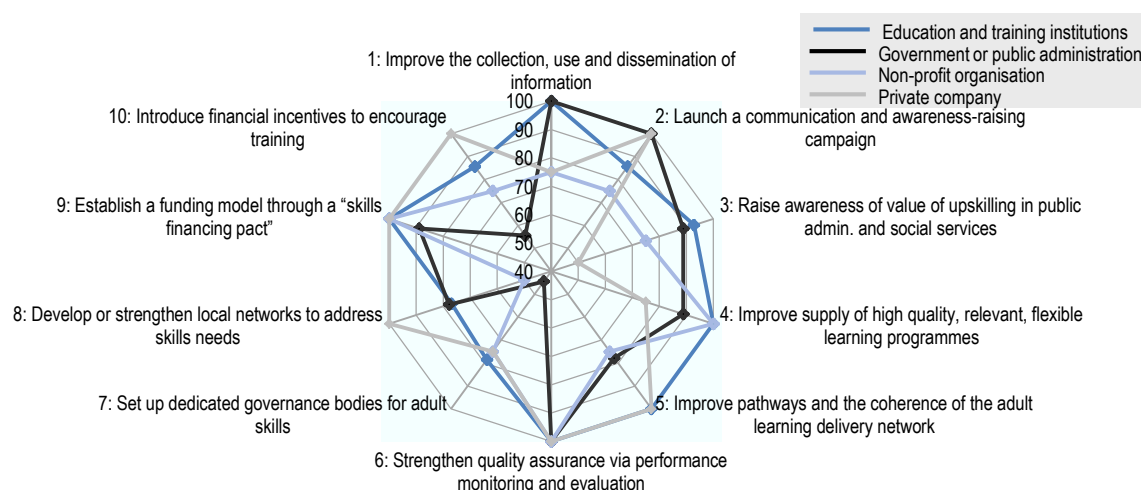 Education and training institutions
Government or public administration
Non-profit organisation
Private company
1: Improve the collection, use and dissemination of
information
100
90
80
70
60
50
40
2: Launch a communication and awareness-raising
campaign
3: Raise awareness of value of upskilling in public
admin. and social services
4: Improve supply of high quality, relevant, flexible
learning programmes
5: Improve pathways and the coherence of the adult
learning delivery network
6: Strengthen quality assurance via performance
monitoring and evaluation
7: Set up dedicated governance bodies for adult
skills
8: Develop or strengthen local networks to address
skills needs
9: Establish a funding model through a “skills
financing pact”
10: Introduce financial incentives to encourage
training